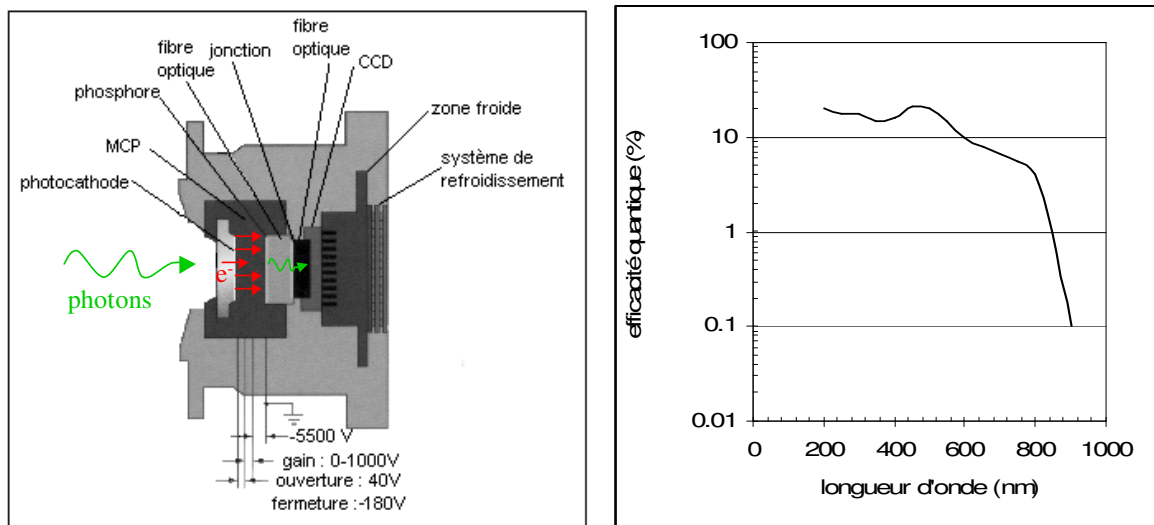 fibre
optique
fibre
optique
jonction
CCD
phosphore
zone froide
MCP
système de
refroidissement
photocathode
e-
photons
-5500 V
gain : 0-1000V
ouverture : 40V
fermeture :-180V
100
10
1
0.1
0.01
0
200
400
600
800
1000
efficacité quantique (%)
longueur d'onde (nm)